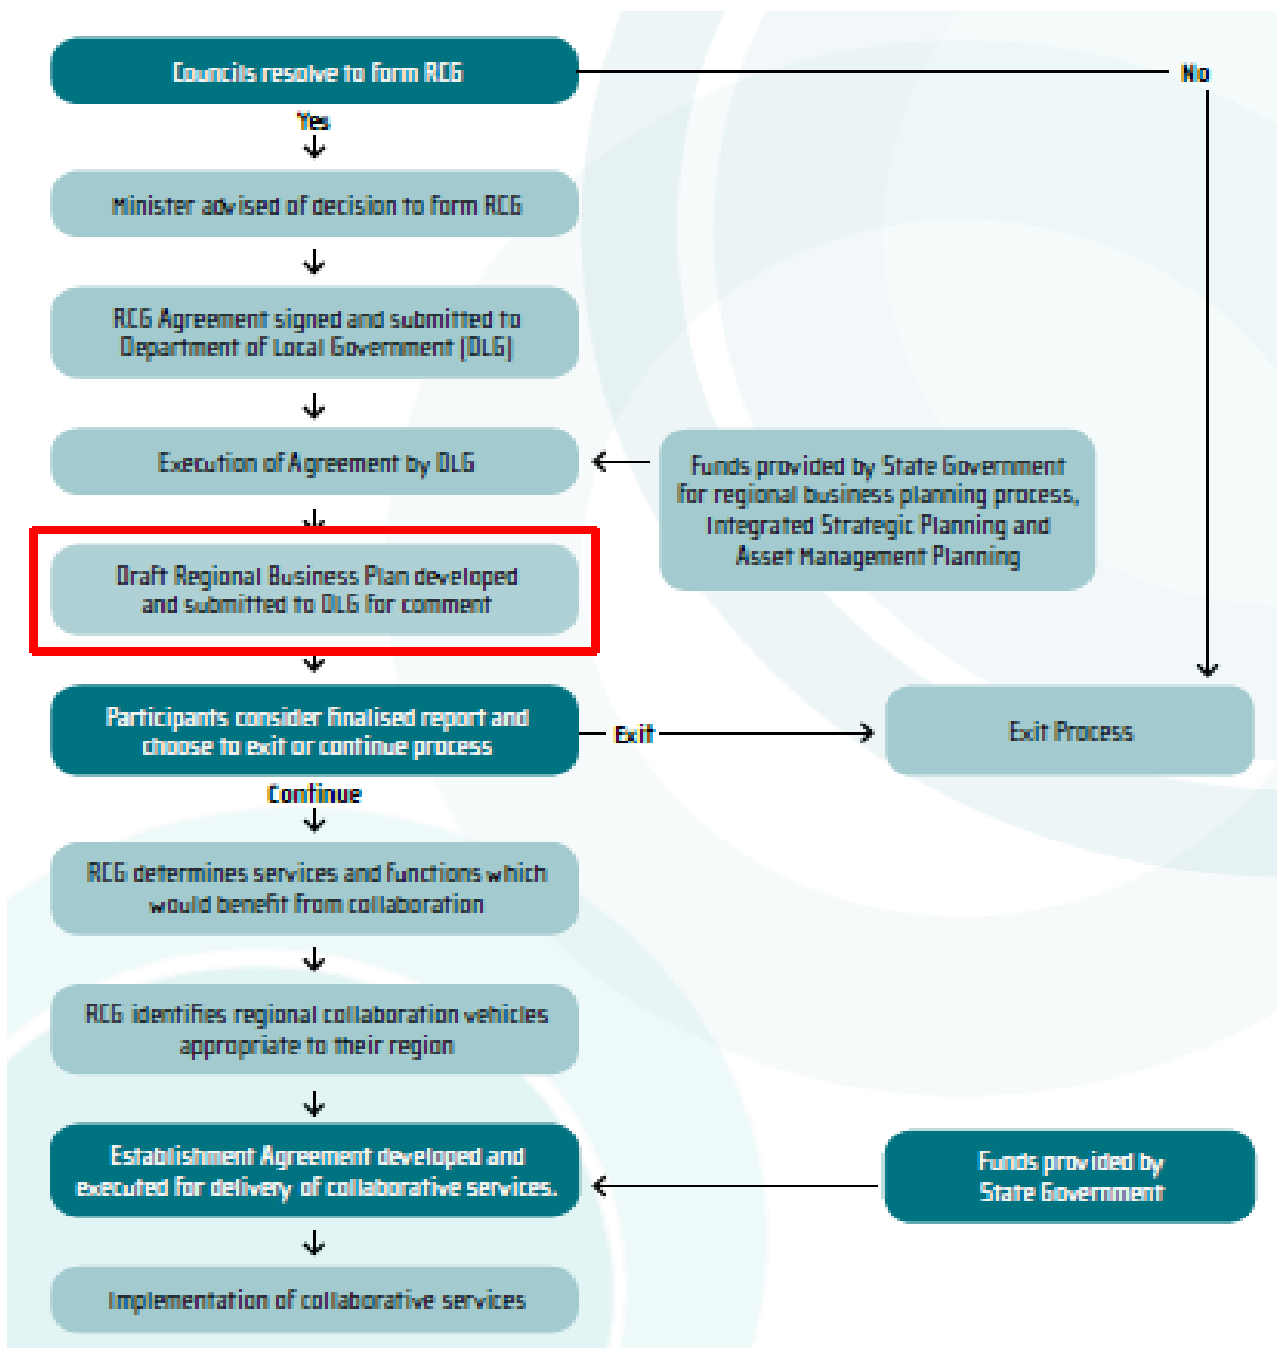 Councils resolve to form RCG
No
Yes
Minister advised of decision to form RCG
RCG Agreement signed and submitted to
Department of Local Government (DLG)
Execution of Agreement by DLG
Funds provided by State Government
for regional business planning process,
Integrated Strategic Planning and
Asset Management Planning
Draft Regional Business Plan developed
and submitted to DLG for comment
Participants consider finalised report and
choose to exit or continue process
Exit
Exit Process
Continue
RCG determines services and functions which
would benefit from collaboration
RCG identifies regional collaboration vehicles
appropriate to their region
Establishment Agreement developed and
executed for delivery of collaborative services.
Funds provided by
State Government
Implementation of collaborative services